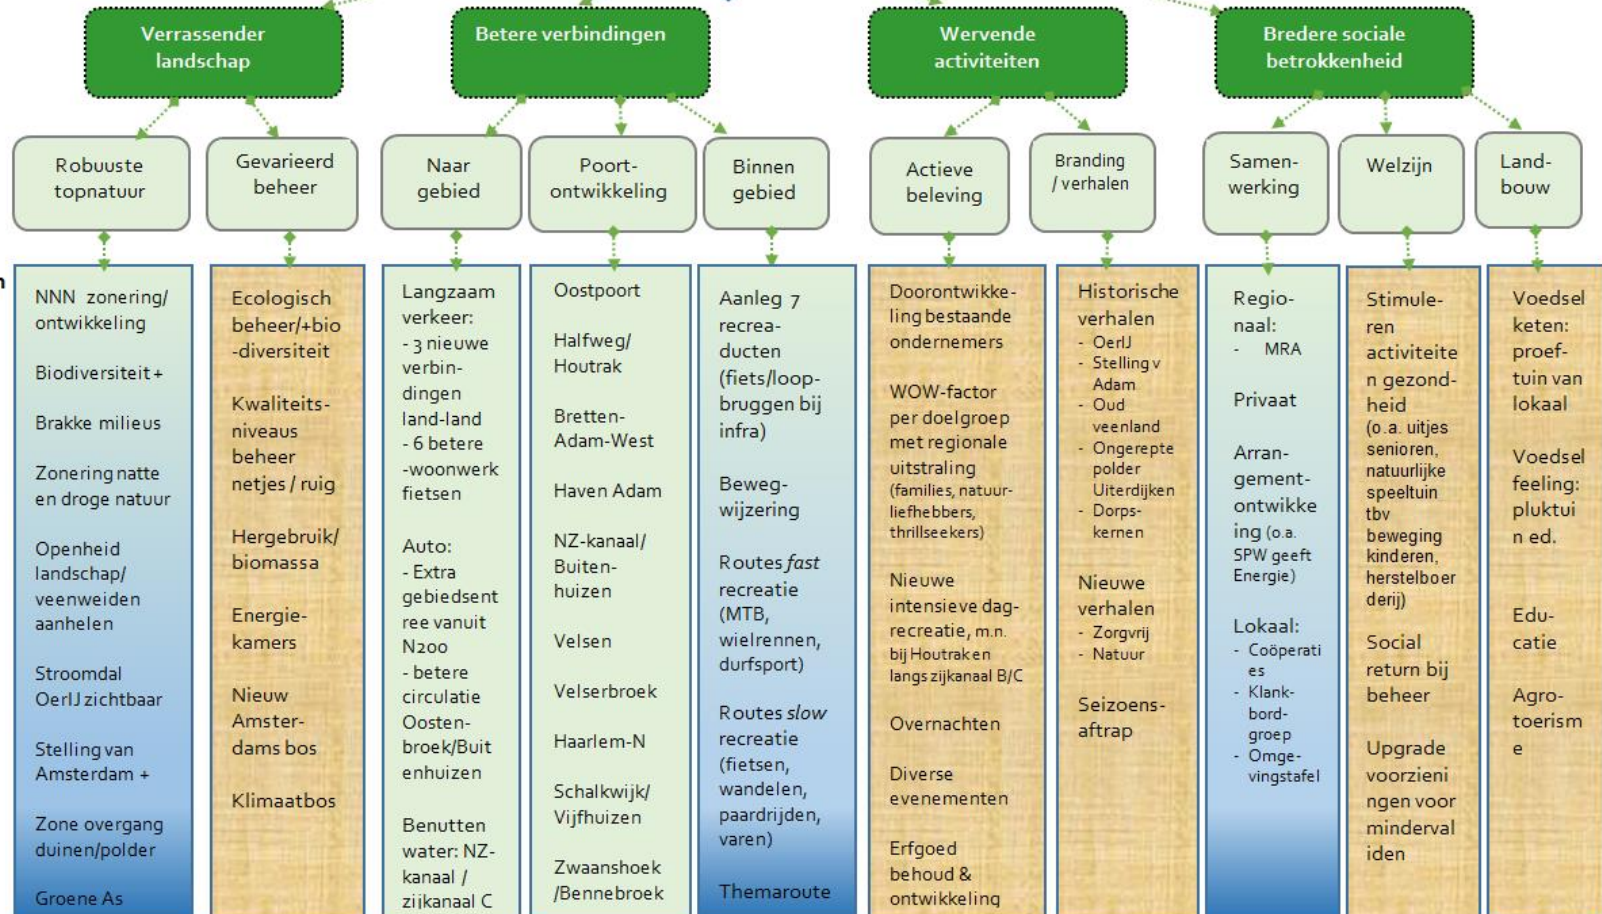 Verrassender
landschap
Betere verbindingen
Wervende
activiteiten
Bredere sociale
betrokkenheid
Robuuste
topnatuur
Gevarieerd
beheer
Naar
gebied
Poort-
ontwikkeling
Binnen
gebied
Actieve
beleving
Branding
/ verhalen
Samen-
werking
Welzijn
Land-
bouw
n
NNN zonering/
ontwikkeling
Biodiversiteit +
Brakke milieus
Zonering natte
en droge natuur
Openheid
landschap/
veenweiden
aanhelen
Stroomdal
OerIJ zichtbaar
Stelling van
Amsterdam +
Zone overgang
duinen/polder
Groene As
Ecologisch
beheer/+bio
-diversiteit
Kwaliteits-
niveaus
beheer
netjes / ruig
Hergebruik/
biomassa
Energie-
kamers
Nieuw
Amster-
dams bos
Klimaatbos
Langzaam
verkeer:
- 3 nieuwe
verbin-
dingen
land-land
- 6 betere
-woonwerk
fietsen
Auto:
- Extra
gebiedsent
ree vanuit
N200
- betere
circulatie
Oosten-
broek/Buit
enhuizen
Benutten
water: NZ-
kanaal /
zijkanaal C
Oostpoort
Halfweg/
Houtrak
Bretten-
Adam-West
Haven Adam
NZ-kanaal/
Buiten-
huizen
Velsen
Velserbroek
Haarlem-N
Schalkwijk/
Vijfhuizen
Zwaanshoek
/Bennebroek
Aanleg 7
recrea-
ducten
(fiets/loop-
bruggen bij
infra)
Beweg-
wijzering
Routes fast
recreatie
(MTB,
wielrennen,
durfsport)
Routes slow
recreatie
(fietsen,
wandelen,
paardrijden,
varen)
Themaroute
Doorontwikke-
ling bestaande
ondernemers
WOW-factor
per doelgroep
met regionale
uitstraling
(families, natuur-
liefhebbers,
thrillseekers)
Nieuwe
intensieve dag-
recreatie, m.n.
bij Houtrak en
langs zijkanaal B/C
Overnachten
Diverse
evenementen
Erfgoed
behoud &
ontwikkeling
Historische
verhalen
- OerIJ
- Stelling v
Adam
- Oud
veenland
- Ongerepte
polder
Uiterdijken
- Dorps-
kernen
Nieuwe
verhalen
- Zorgvrij
- Natuur
Seizoens-
aftrap
Regio-
naal:
- MRA
Privaat
Arran-
gement-
ontwikke
ing (o.a.
SPW geeft
Energie)
Lokaal:
- Coöperati
es
- Klank-
bord-
groep
- Omge-
vingstafel
Stimule-
ren
activiteite
n gezond-
heid
(o.a. uitjes
senioren,
natuurlijke
speeltuin
tbv
beweging
kinderen,
herstelboer
derij)
Social
return bij
beheer
Upgrade
voorzieni
ngen voor
minderval
iden
Voedsel
keten:
proef-
tuin van
lokaal
Voedsel
feeling:
pluktui
n ed.
Edu-
catie
Agro-
toerism
e